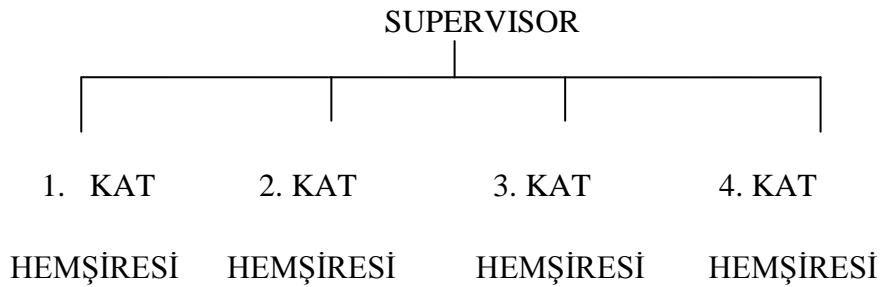 SUPERVISOR
1. KAT 2. KAT 3. KAT 4. KAT
HEMŞİRESİ HEMŞİRESİ HEMŞİRESİ HEMŞİRESİ